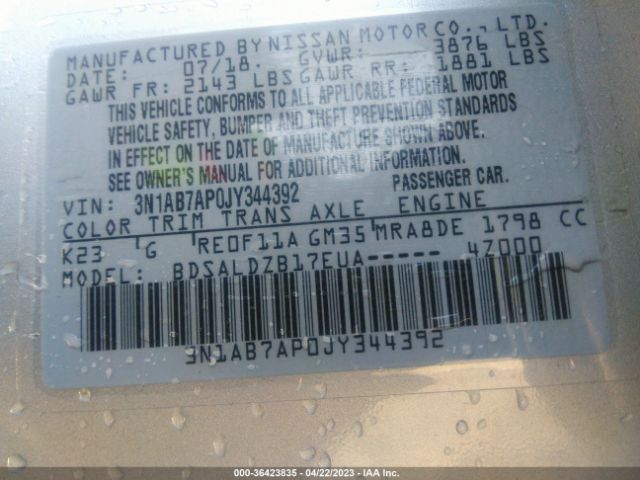 MANUFACTURED BY NISSAN MOTOR CO., LTD.
DATE: 07/18. GVWR: 3876 LBS
GAWR FR: 2143 LBS GAWR RR: 1881 LBS
THIS VEHICLE CONFORMS TO ALL APPLICABLE FEDERAL MOTOR
VEHICLE SAFETY, BUMPER AND THEFT PREVENTION STANDARDS
IN EFFECT ON THE DATE OF MANUFACTURE SHOWN ABOVE.
SEE OWNER'S MANUAL FOR ADDITIONAL INFORMATION.
VIN: 3N1AB7AP0JY344392 PASSENGER CAR.
COLOR TRIM TRANS AXLE ENGINE
K23 G RE0F11A GM35 MRA8DE 1798 CC
MODEL: BDSALDZB17EUA----- 4Z000
3N1AB7AP0JY344392
200-36423835 - 04/22/2023 - IAA Inc.